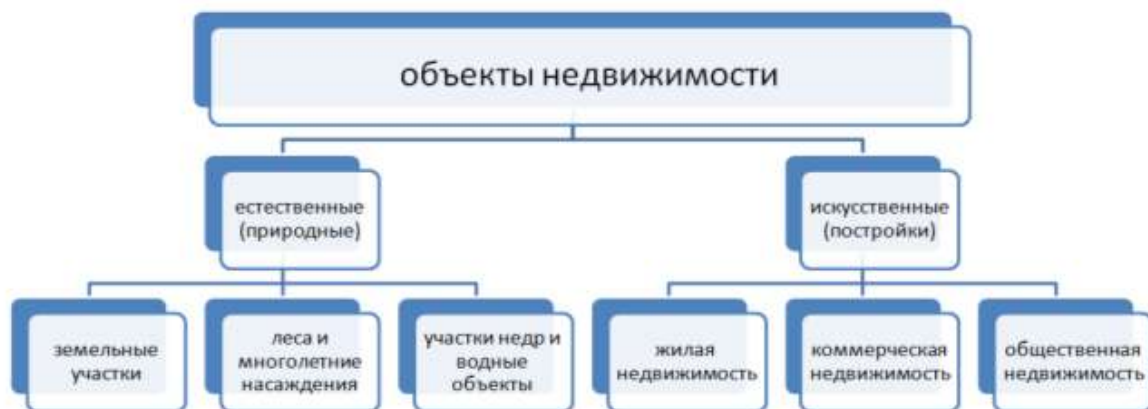 объекты недвижимости
естественные
(природные)
искусственные
(постройки)
земельные
участки
леса и
многолетние
насаждения
участки недр и
водные
объекты
жилая
недвижимость
коммерческая
недвижимость
общественная
недвижимость